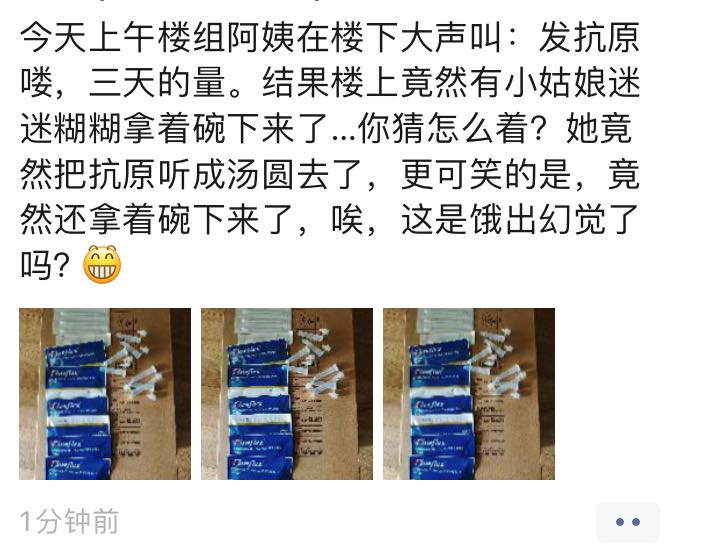 今天上午楼组阿姨在楼下大声叫：发抗原
喽，三天的量。结果楼上竟然有小姑娘迷
迷糊糊拿着碗下来了...你猜怎么着？她竟
然把抗原听成汤圆去了，更可笑的是，竟
然还拿着碗下来了，唉，这是饿出幻觉了
吗？
1分钟前